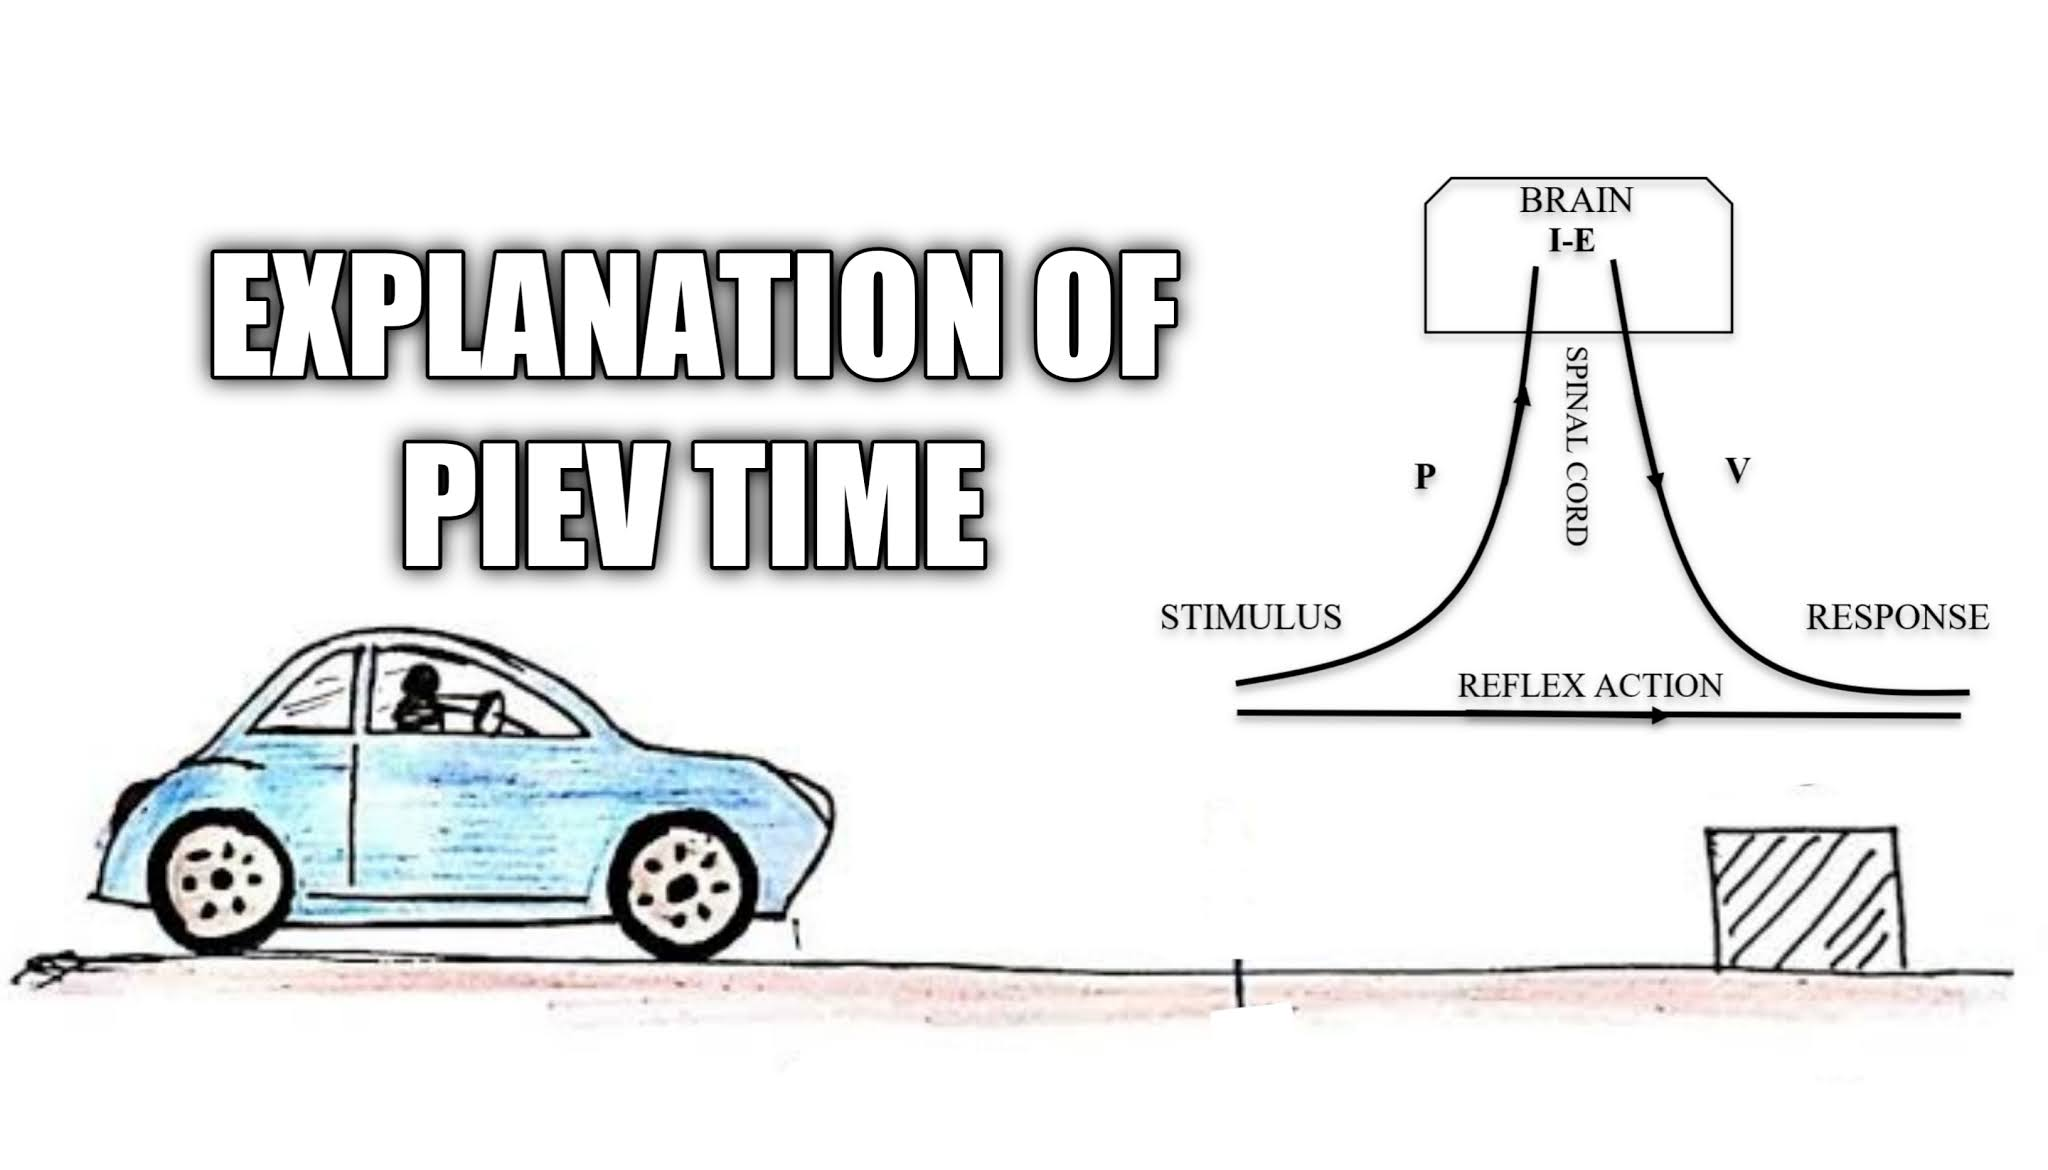 EXPLANATION OF
PIEV TIME
BRAIN
I-E
SPINAL CORD
P
V
STIMULUS
RESPONSE
REFLEX ACTION